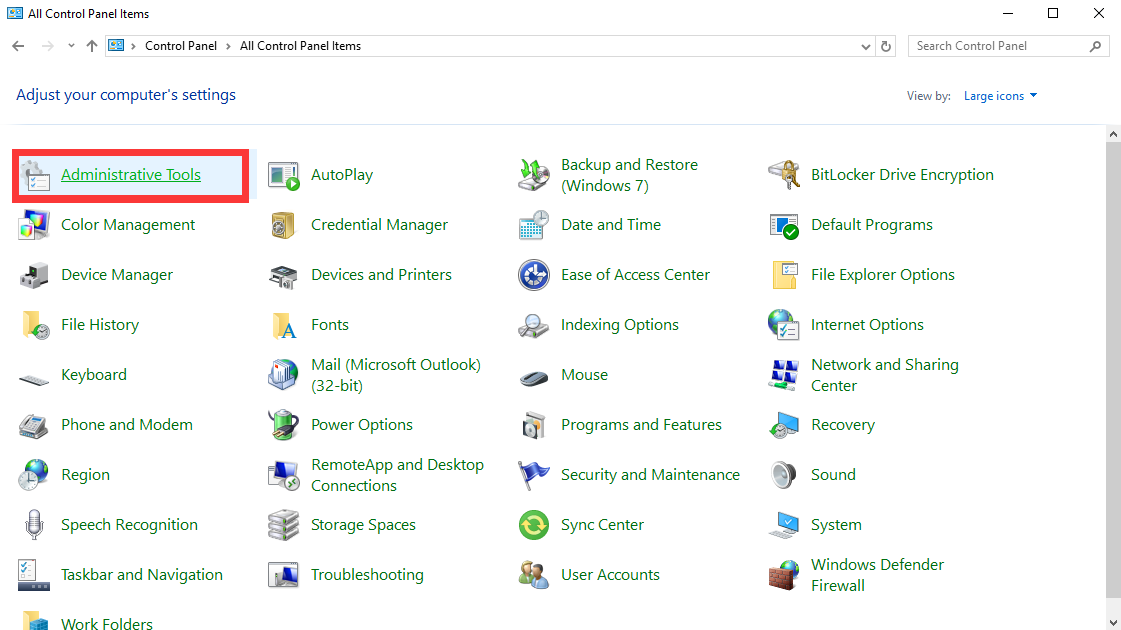 All Control Panel Items
Control Panel > All Control Panel Items
Search Control Panel
Adjust your computer's settings
View by: Large icons
Administrative Tools
AutoPlay
Backup and Restore
(Windows 7)
BitLocker Drive Encryption
Color Management
Credential Manager
Date and Time
Default Programs
Device Manager
Devices and Printers
Ease of Access Center
File Explorer Options
File History
Fonts
Indexing Options
Internet Options
Keyboard
Mail (Microsoft Outlook)
(32-bit)
Mouse
Network and Sharing
Center
Phone and Modem
Power Options
Programs and Features
Recovery
Region
RemoteApp and Desktop
Connections
Security and Maintenance
Sound
Speech Recognition
Storage Spaces
Sync Center
System
Taskbar and Navigation
Troubleshooting
User Accounts
Windows Defender
Firewall
Work Folders